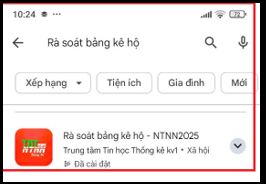 10:24
72
Rà soát bảng kê hộ
Xếp hạng Tiện ích Gia đình Mới
NTNN
Rà soát bảng kê hộ - NTNN2025
Trung tâm Tin học Thống kê kv1 • Xã hội
Đã cài đặt